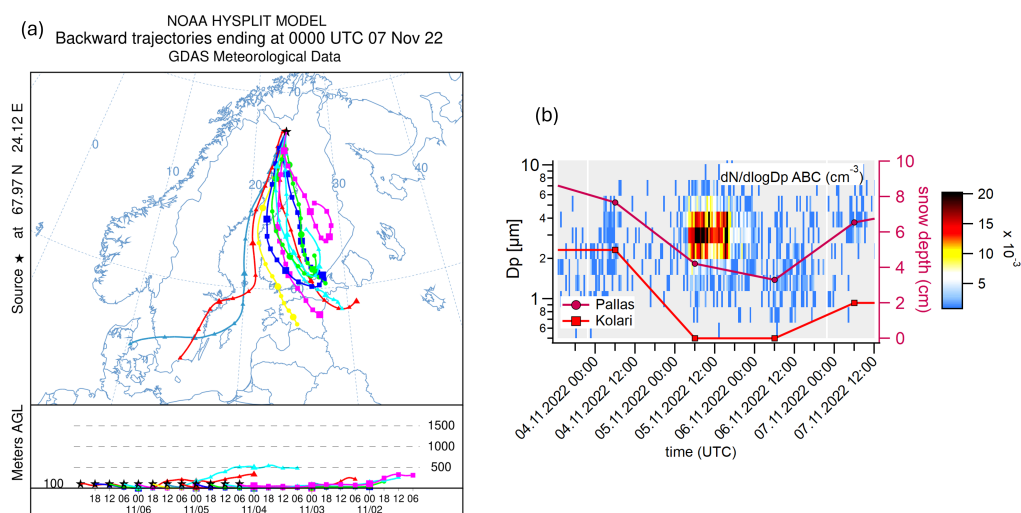 (a)
NOAA HYSPLIT MODEL
Backward trajectories ending at 0000 UTC 07 Nov 22
GDAS Meteorological Data
Source ★ at 67.97 N 24.12 E
0
0
10
20
30
40
Meters AGL
1500
1000
500
100
18 12 06 00 18 12 06 00 18 12 06 00 18 12 06 00 18 12 06 00 18 12 06
11/06 11/05 11/04 11/03 11/02
(b)
dN/dlogDp ABC (cm⁻³)
Dp [µm]
10
8
6
4
2
1
8
6
Pallas
Kolari
10
8
6
4
2
0
snow depth (cm)
20
15
10
5
x 10⁻³
04.11.2022 00:00
04.11.2022 12:00
05.11.2022 00:00
05.11.2022 12:00
06.11.2022 00:00
06.11.2022 12:00
07.11.2022 00:00
07.11.2022 12:00
time (UTC)